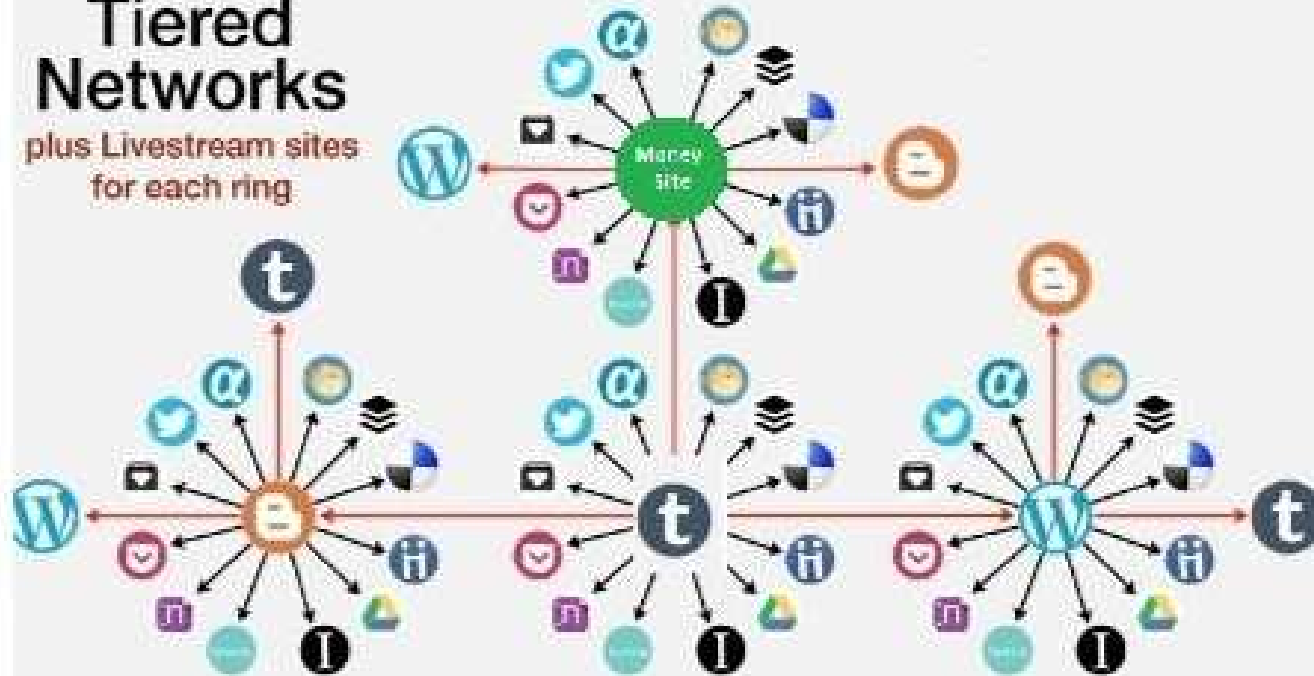 Tiered
Networks
plus Livestream sites
for each ring
Money
Site